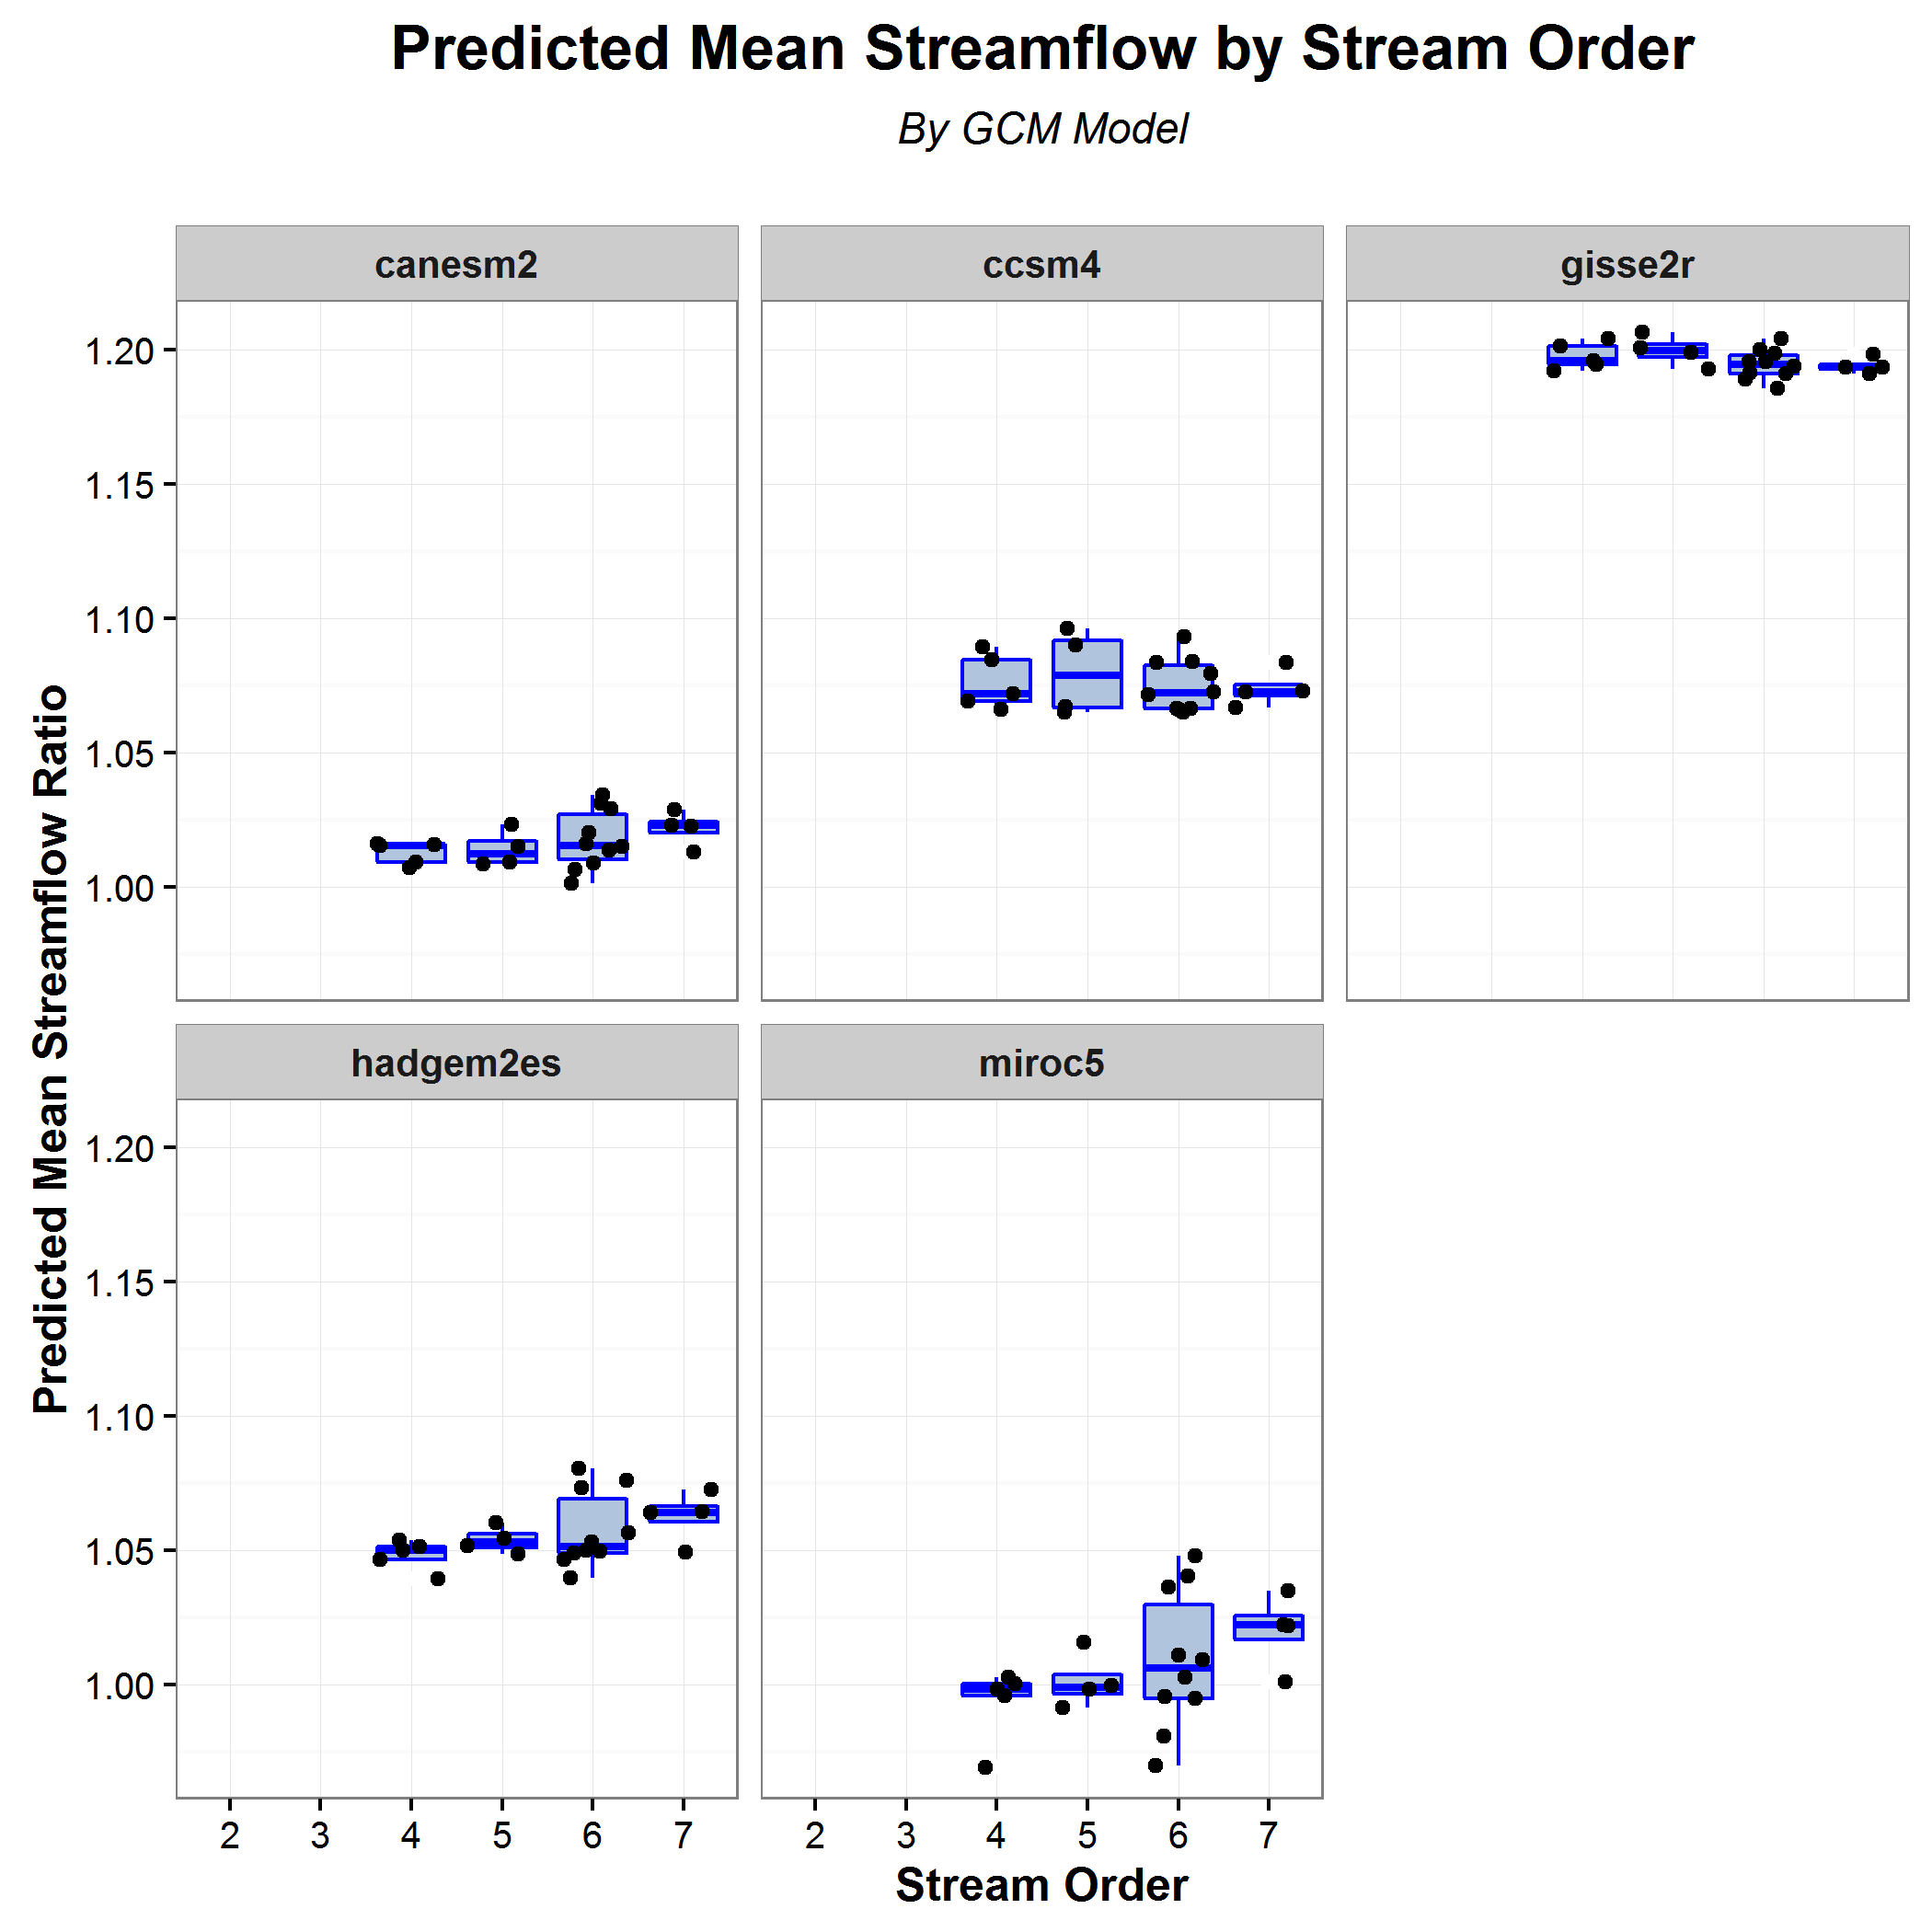 Predicted Mean Streamflow by Stream Order
By GCM Model
canesm2
ccsm4
gisse2r
1.20
1.15
1.10
1.05
1.00
Predicted Mean Streamflow Ratio
hadgem2es
miroc5
1.20
1.15
1.10
1.05
1.00
2 3 4 5 6 7
2 3 4 5 6 7
Stream Order